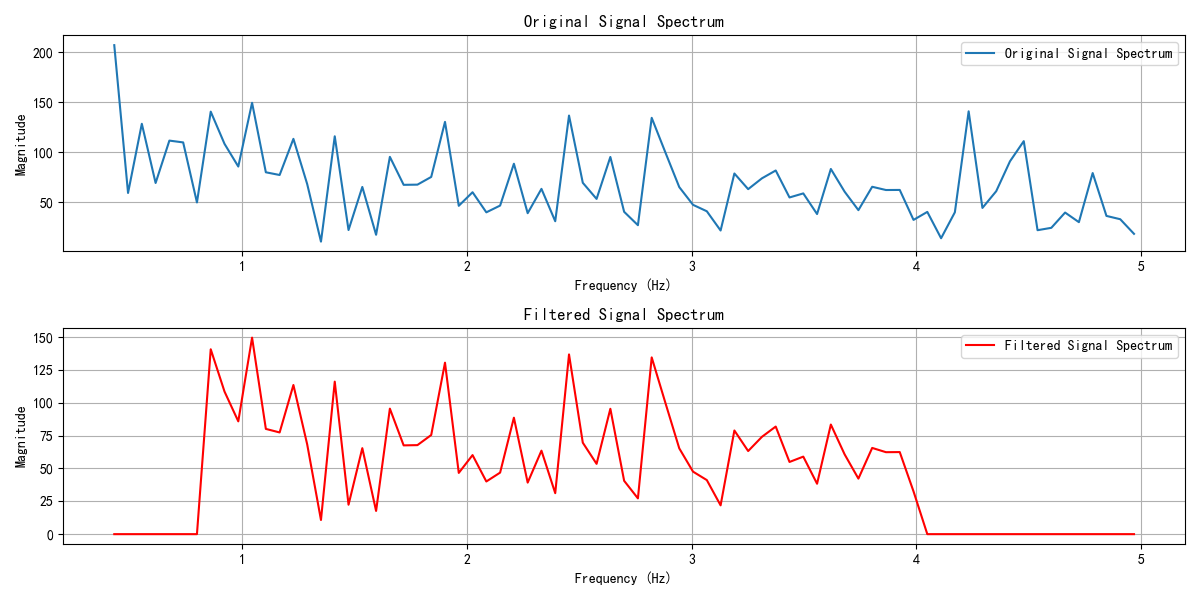 Original Signal Spectrum
200
150
100
50
Magnitude
Original Signal Spectrum
1
2
3
4
5
Frequency (Hz)
Filtered Signal Spectrum
150
125
100
75
50
25
0
Magnitude
Filtered Signal Spectrum
1
2
3
4
5
Frequency (Hz)